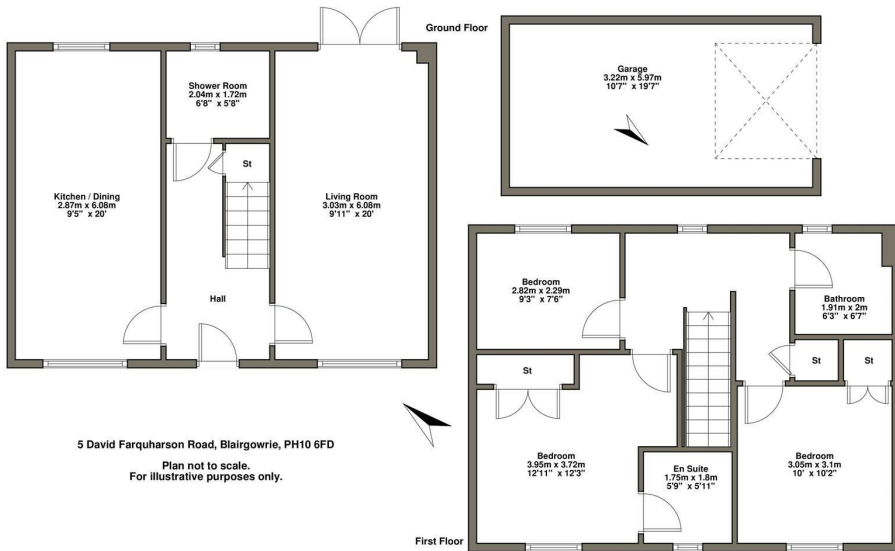 Ground Floor
Kitchen / Dining
2.87m x 6.08m
9'5" x 20'
Shower Room
2.04m x 1.72m
6'8" x 5'8"
St
Hall
Living Room
3.03m x 6.08m
9'11" x 20'
Garage
3.22m x 5.97m
10'7" x 19'7"
5 David Farquharson Road, Blairgowrie, PH10 6FD
Plan not to scale.
For illustrative purposes only.
First Floor
Bedroom
2.82m x 2.29m
9'3" x 7'6"
Bathroom
1.91m x 2m
6'3" x 6'7"
St
St
St
Bedroom
3.95m x 3.72m
12'11" x 12'3"
En Suite
1.75m x 1.8m
5'9" x 5'11"
Bedroom
3.05m x 3.1m
10' x 10'2"